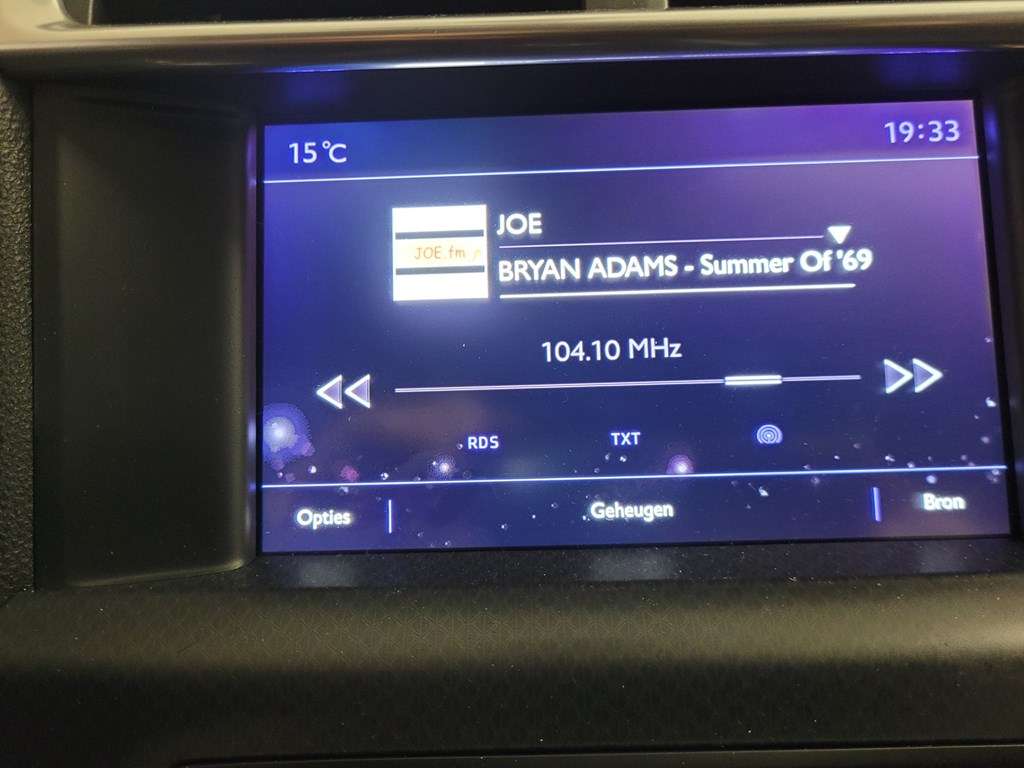 15°C
19:33
JOE
JOE.fm
BRYAN ADAMS - Summer Of '69
104.10 MHz
RDS
TXT
Opties
Geheugen
Bron